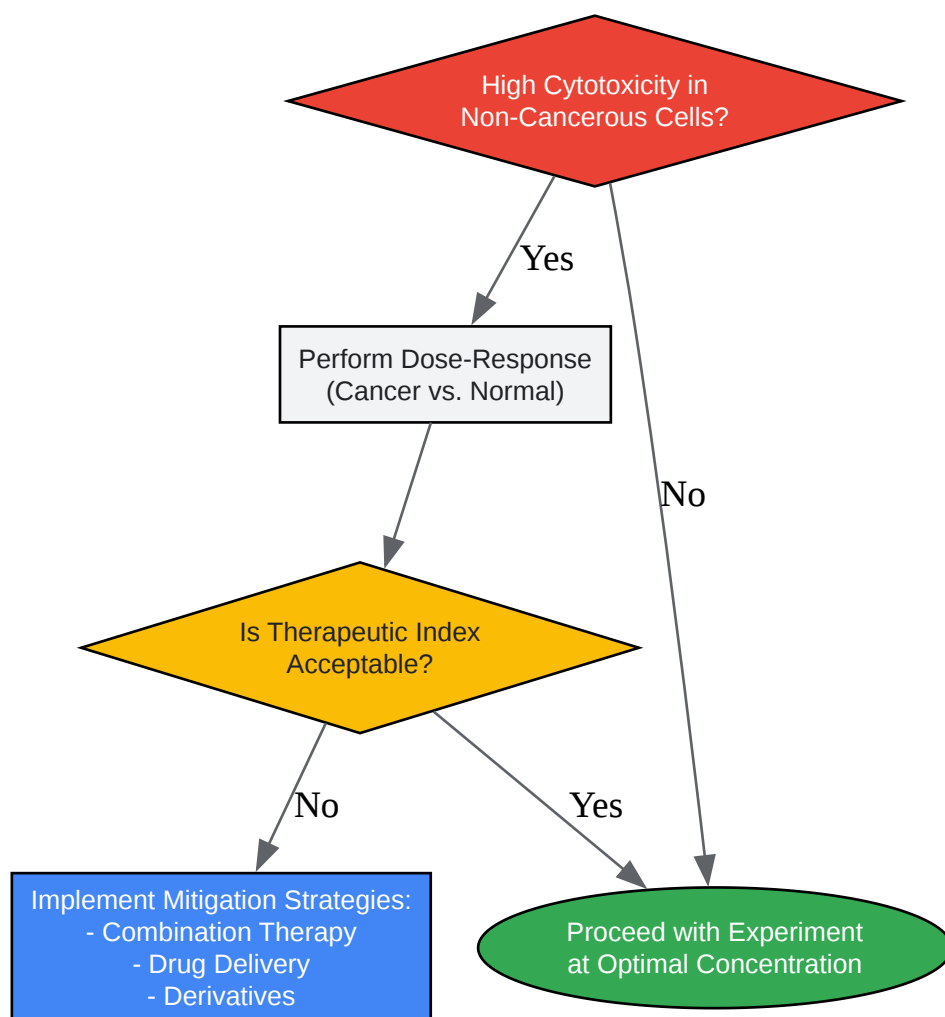 High Cytotoxicity in
Non-Cancerous Cells?
Yes
Perform Dose-Response
(Cancer vs. Normal)
No
Is Therapeutic Index
Acceptable?
No
Yes
Implement Mitigation Strategies:
- Combination Therapy
- Drug Delivery
- Derivatives
Proceed with Experiment
at Optimal Concentration